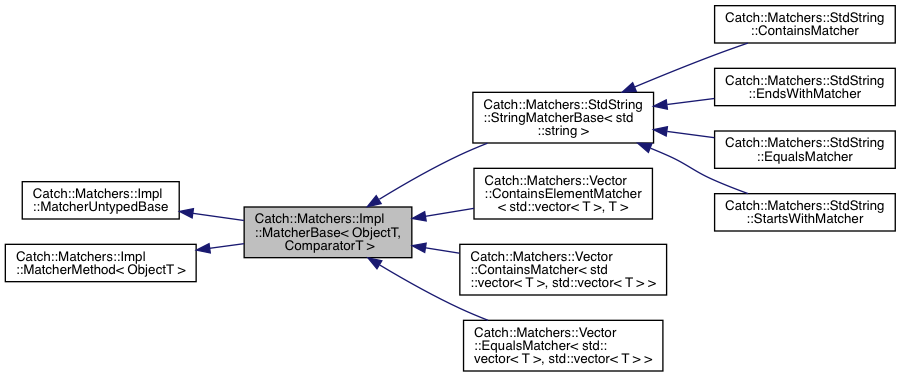 Catch::Matchers::StdString
::ContainsMatcher
Catch::Matchers::StdString
::EndsWithMatcher
Catch::Matchers::StdString
::StringMatcherBase< std
::string >
Catch::Matchers::StdString
::EqualsMatcher
Catch::Matchers::Impl
::MatcherUntypedBase
Catch::Matchers::Vector
::ContainsElementMatcher
< std::vector< T >, T >
Catch::Matchers::StdString
::StartsWithMatcher
Catch::Matchers::Impl
::MatcherBase< ObjectT,
ComparatorT >
Catch::Matchers::Impl
::MatcherMethod< ObjectT >
Catch::Matchers::Vector
::ContainsMatcher< std
::vector< T >, std::vector< T > >
Catch::Matchers::Vector
::EqualsMatcher< std::
vector< T >, std::vector< T > >